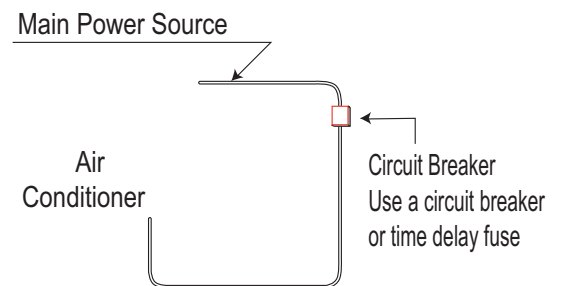 Main Power Source
Air
Conditioner
Circuit Breaker
Use a circuit breaker
or time delay fuse